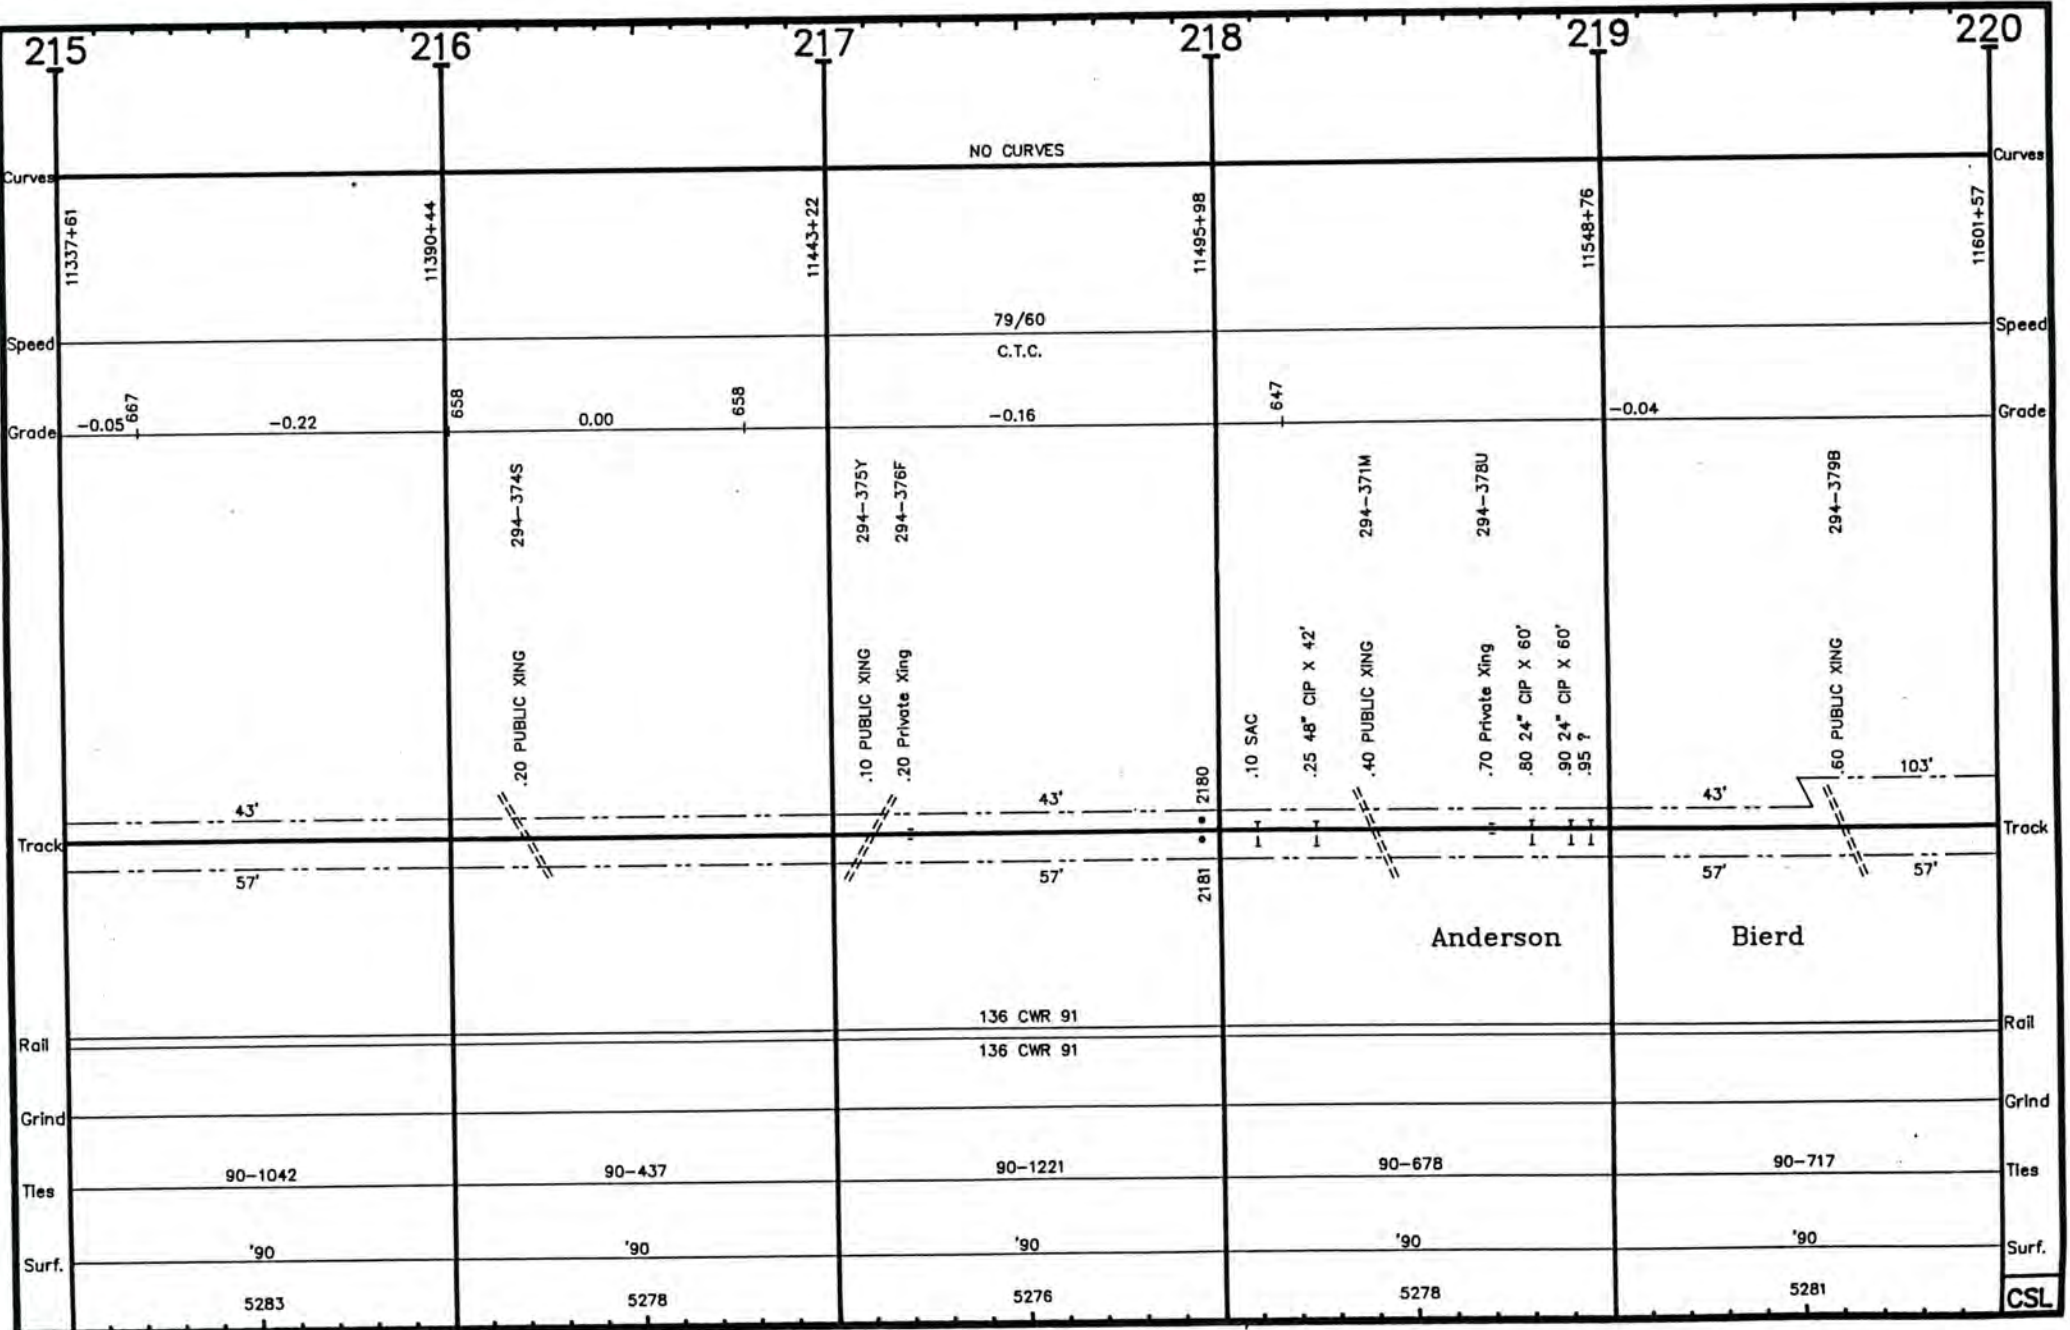 215 216 217 218 219 220
NO CURVES
Curves Curves
11337+61 11390+44 11443+22 11495+98 11548+76 11601+57
79/60
Speed Speed
C.T.C.
667 658 658 647
Grade -0.05 -0.22 0.00 -0.16 -0.04 Grade
294-374S 294-375Y 294-376F 294-371M 294-378U 294-379B
.20 PUBLIC XING
.10 PUBLIC XING
.20 Private Xing
.10 SAC
.25 48" CIP X 42'
.40 PUBLIC XING
.70 Private Xing
.80 24" CIP X 60'
.90 24" CIP X 60'
.95 ?
.60 PUBLIC XING
2180
43' 43' 43' 103'
Track Track
57' 57' 57' 57'
2181
Anderson Bierd
136 CWR 91
Rail Rail
136 CWR 91
Grind Grind
90-1042 90-437 90-1221 90-678 90-717
Ties Ties
'90 '90 '90 '90 '90
Surf. Surf.
5283 5278 5276 5278 5281
CSL